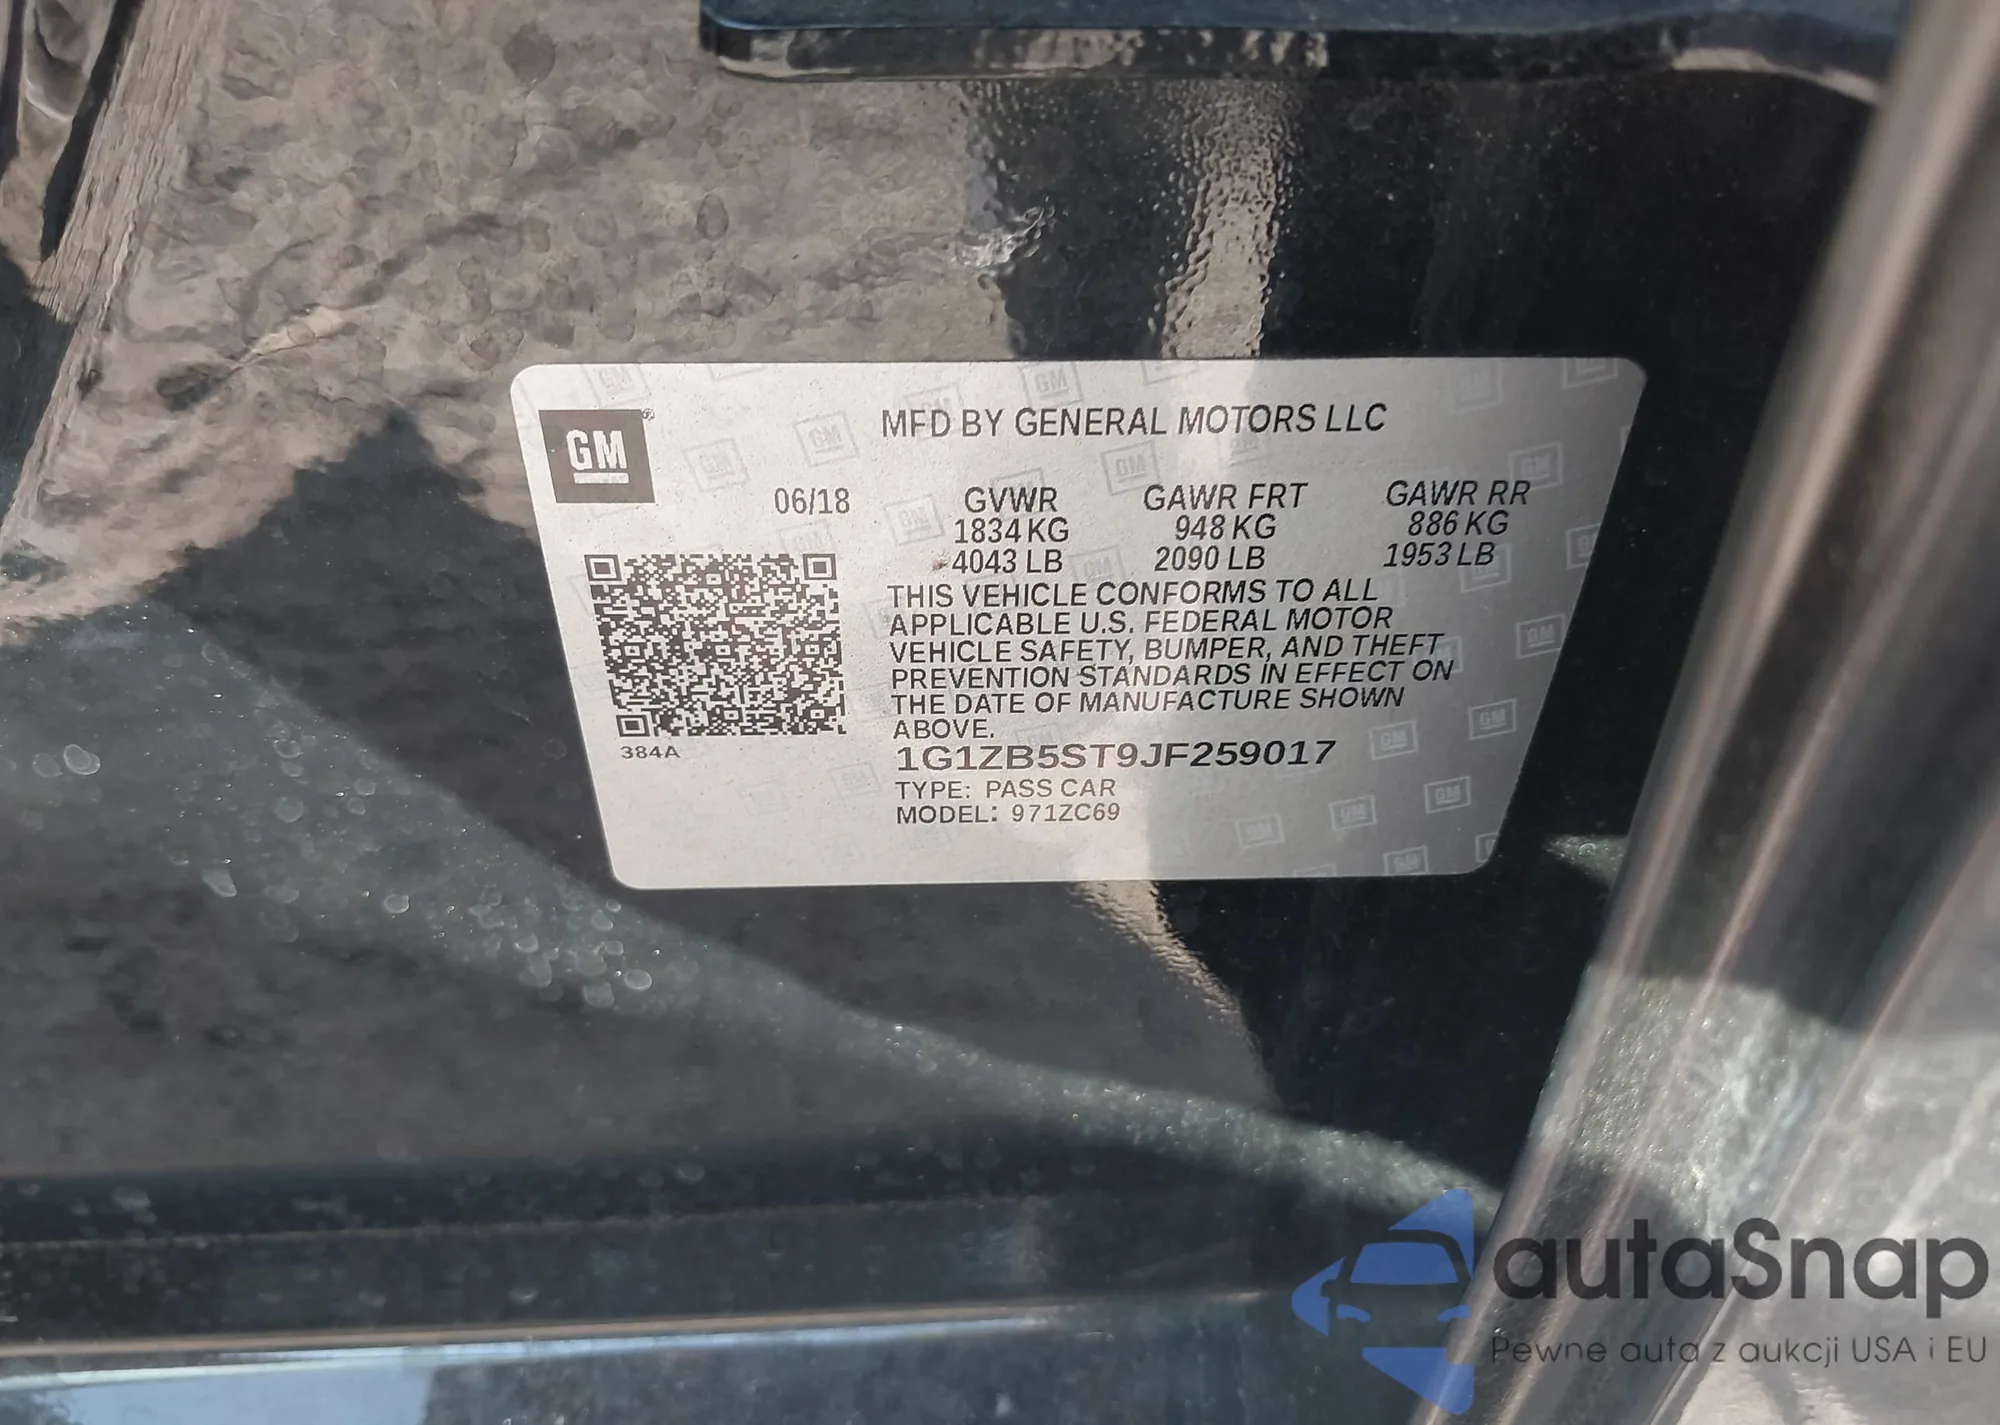 GM
MFD BY GENERAL MOTORS LLC
06/18 GVWR GAWR FRT GAWR RR
1834 KG 948 KG 886 KG
4043 LB 2090 LB 1953 LB
THIS VEHICLE CONFORMS TO ALL
APPLICABLE U.S. FEDERAL MOTOR
VEHICLE SAFETY, BUMPER, AND THEFT
PREVENTION STANDARDS IN EFFECT ON
THE DATE OF MANUFACTURE SHOWN
ABOVE.
384A
1G1ZB5ST9JF259017
TYPE: PASS CAR
MODEL: 971ZC69
autaSnap
Pewne auta z aukcji USA i EU